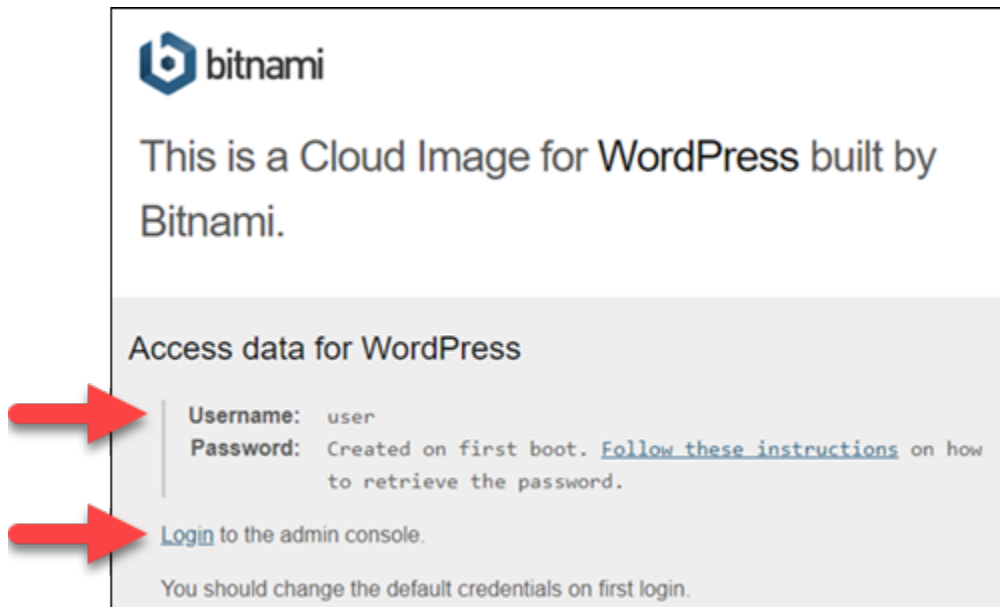 bitnami
This is a Cloud Image for WordPress built by
Bitnami.
Access data for WordPress
Username: user
Password: Created on first boot. Follow these instructions on how
to retrieve the password.
Login to the admin console.
You should change the default credentials on first login.